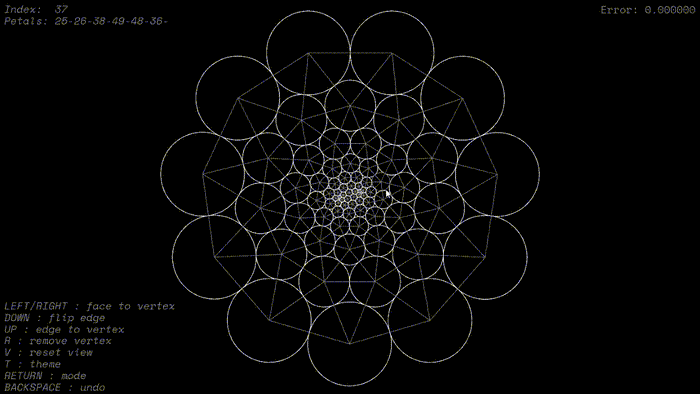 Index: 37
Petals: 25-26-38-49-48-36-
Error: 0.000000
LEFT/RIGHT : face to vertex
DOWN : flip edge
UP : edge to vertex
R : remove vertex
V : reset view
T : theme
RETURN : mode
BACKSPACE : undo